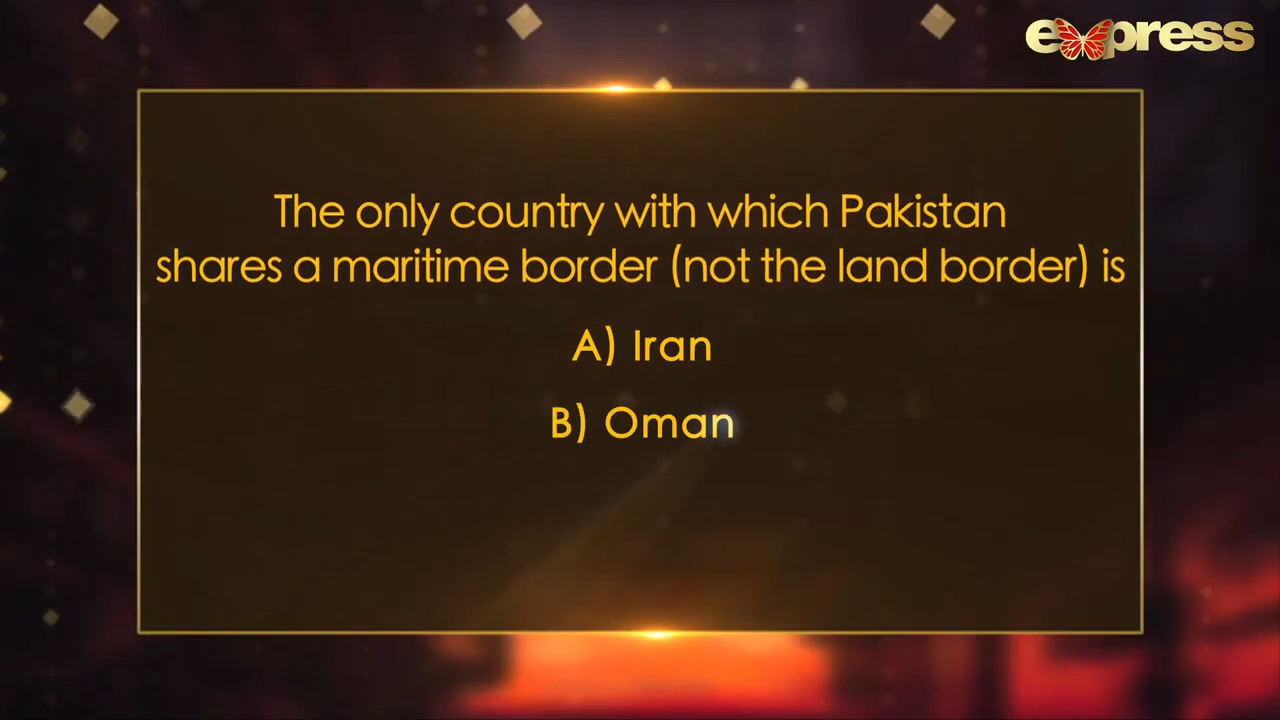 express
The only country with which Pakistan
shares a maritime border (not the land border) is
A) Iran
B) Oman